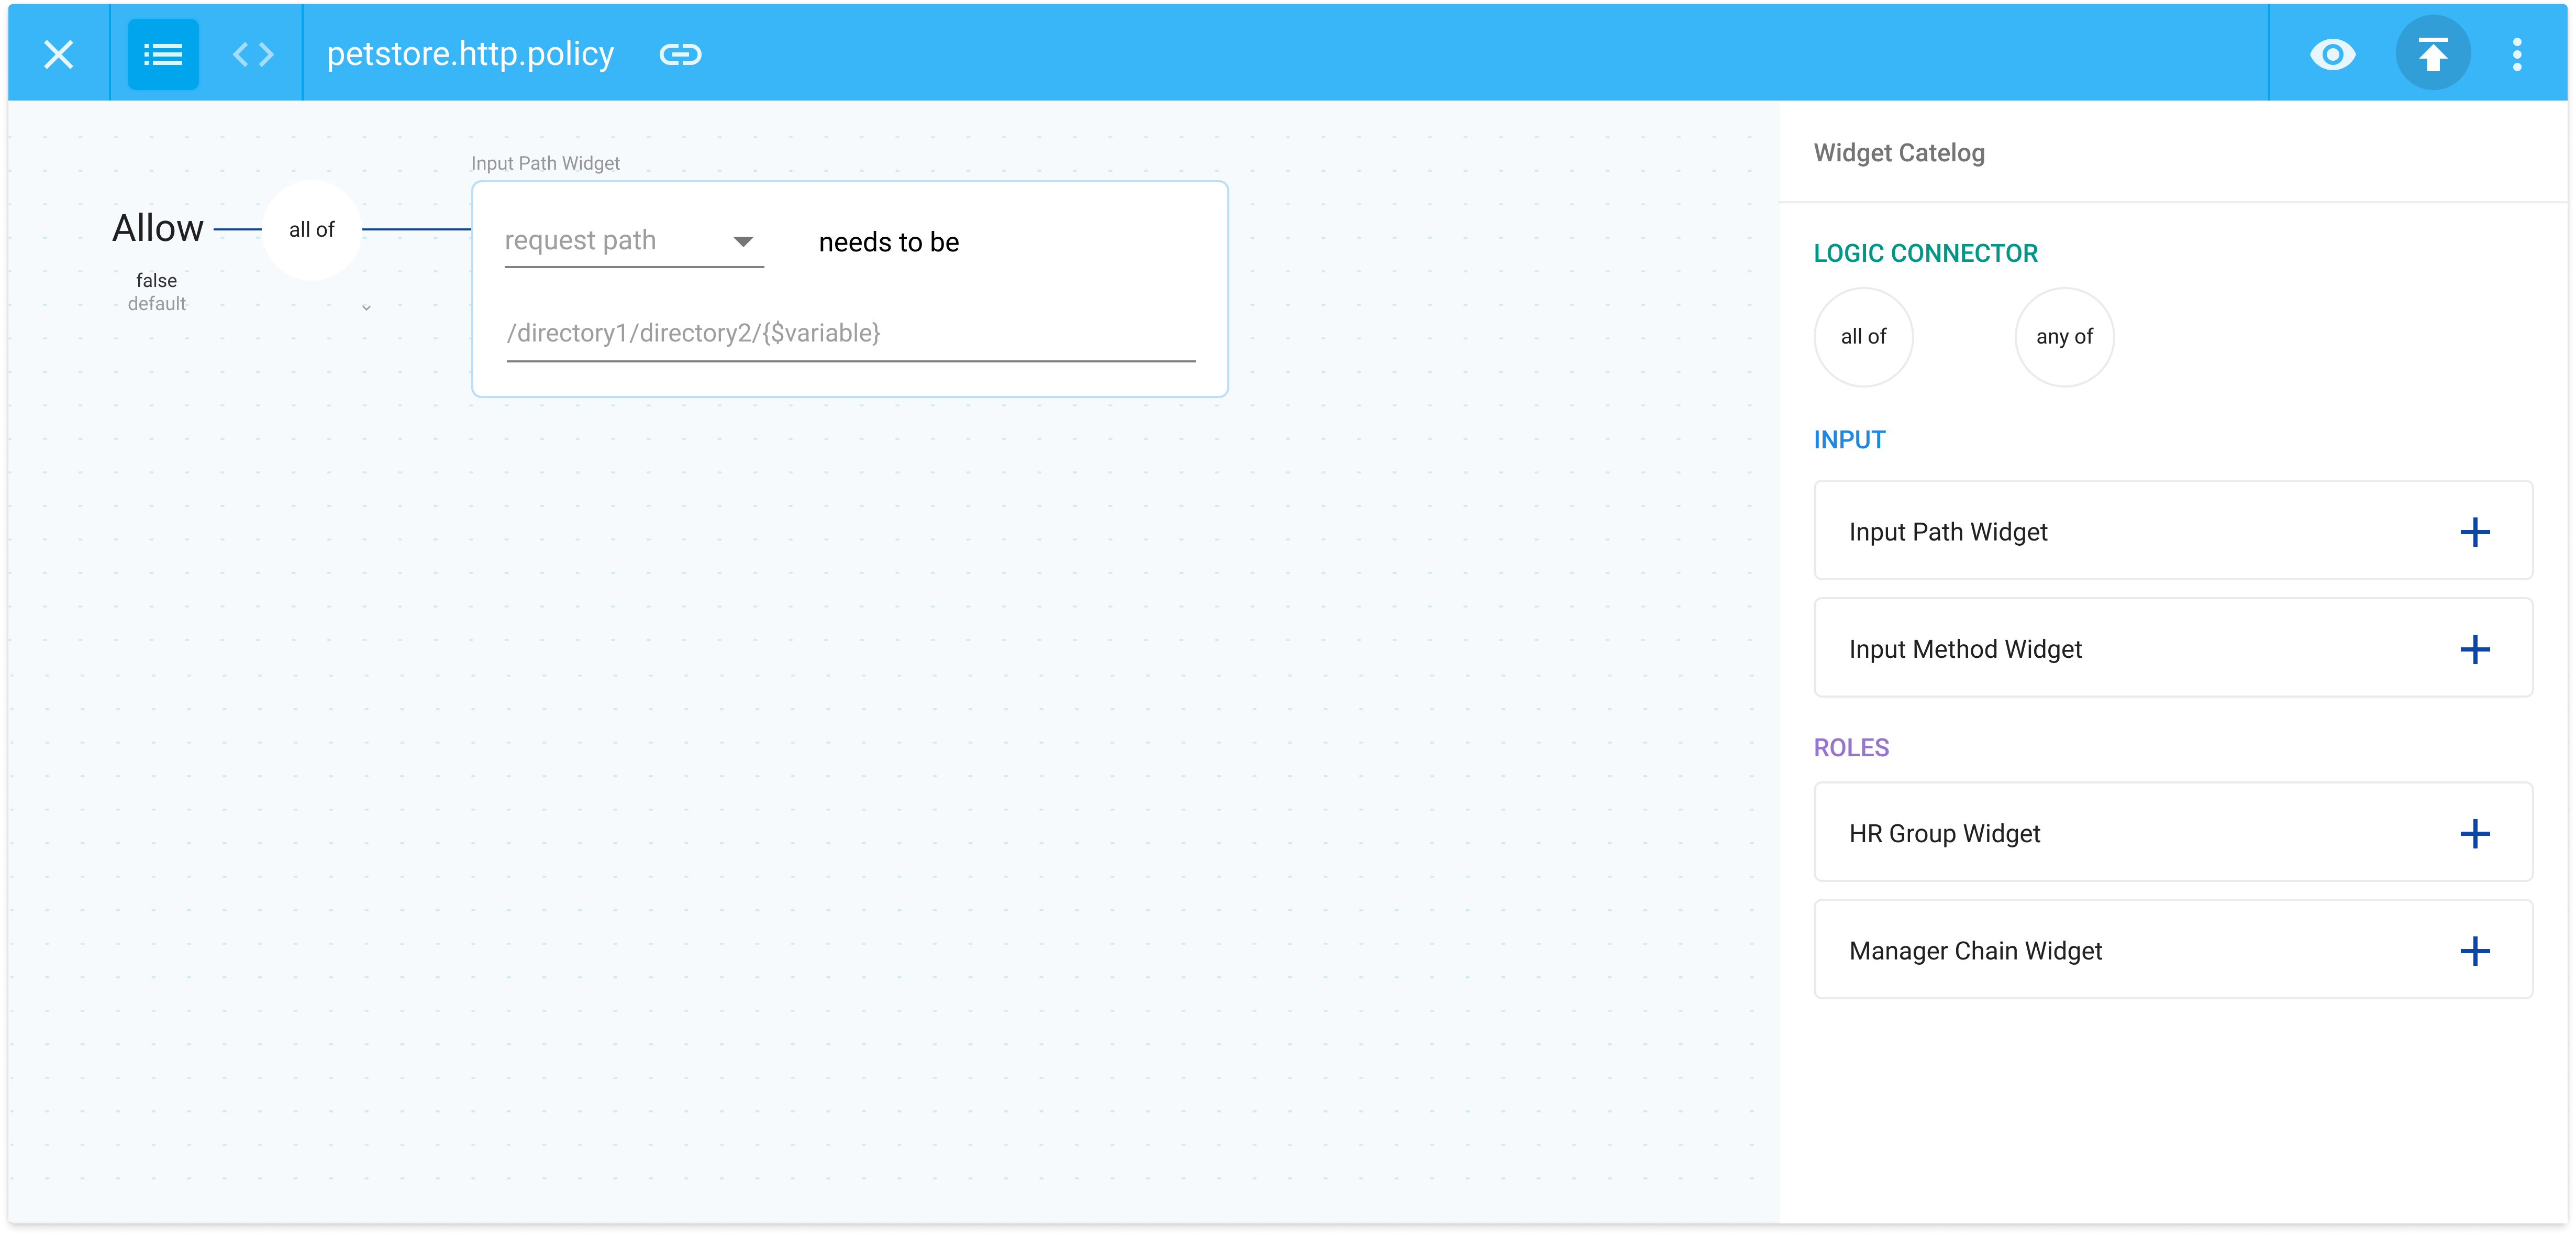 petstore.http.policy
Input Path Widget
Allow
all of
false
default
request path
needs to be
/directory1/directory2/{$variable}
Widget Catelog
LOGIC CONNECTOR
all of
any of
INPUT
Input Path Widget
Input Method Widget
ROLES
HR Group Widget
Manager Chain Widget